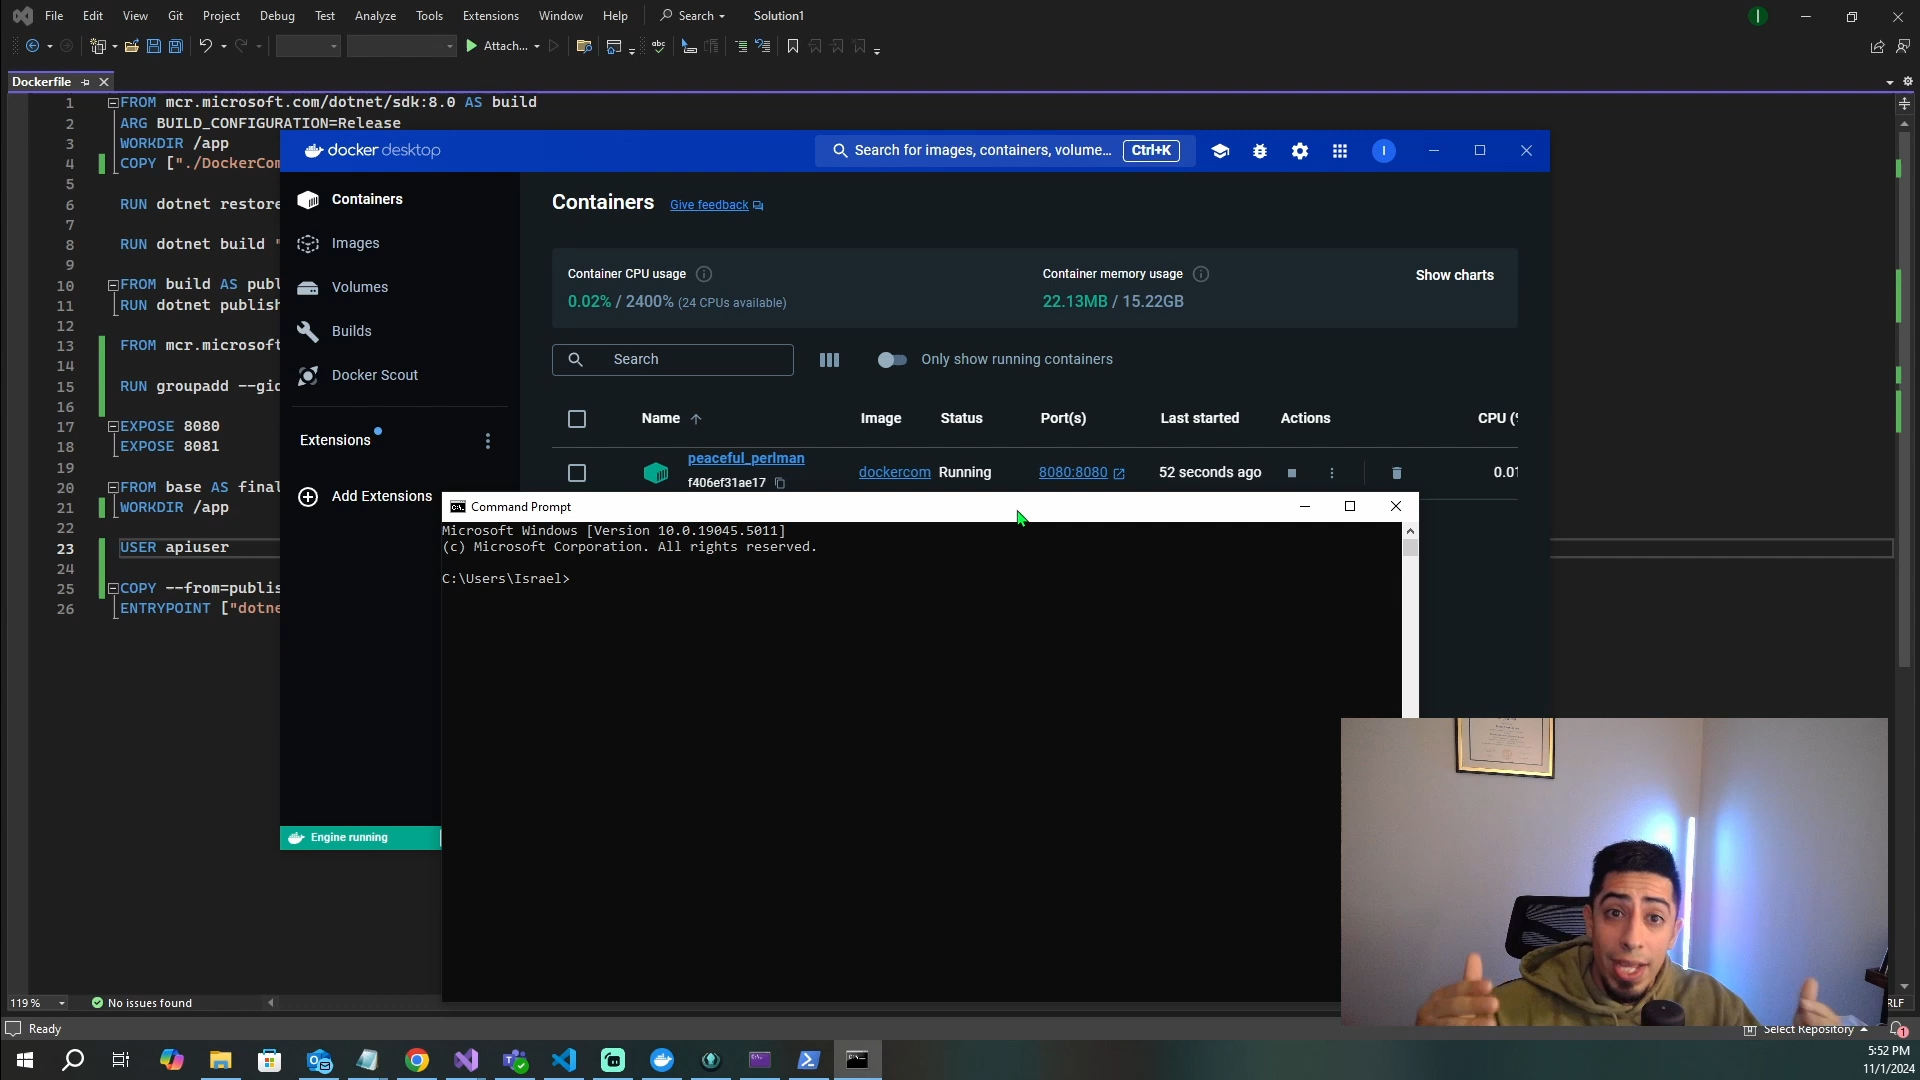 File Edit View Git Project Debug Test Analyze Tools Extensions Window Help Search Solution1
Attach...
Dockerfile
1 FROM mcr.microsoft.com/dotnet/sdk:8.0 AS build
2 ARG BUILD_CONFIGURATION=Release
3 WORKDIR /app
4 COPY ["./DockerCom
5
6 RUN dotnet restore
7
8 RUN dotnet build "
9
10 FROM build AS publ
11 RUN dotnet publish
12
13 FROM mcr.microsoft
14
15 RUN groupadd --gid
16
17 EXPOSE 8080
18 EXPOSE 8081
19
20 FROM base AS final
21 WORKDIR /app
22
23 USER apiuser
24
25 COPY --from=publis
26 ENTRYPOINT ["dotne
docker desktop
Search for images, containers, volume... Ctrl+K
I
Containers
Images
Volumes
Builds
Docker Scout
Extensions
Add Extensions
Engine running
Containers Give feedback
Container CPU usage
0.02% / 2400% (24 CPUs available)
Container memory usage
22.13MB / 15.22GB
Show charts
Search
Only show running containers
Name Image Status Port(s) Last started Actions CPU (
peaceful_perlman
f406ef31ae17
dockercom Running 8080:8080 52 seconds ago 0.01
Command Prompt
Microsoft Windows [Version 10.0.19045.5011]
(c) Microsoft Corporation. All rights reserved.
C:\Users\Israel>
119 % No issues found
RLF
Ready
Select Repository
1
5:52 PM
11/1/2024